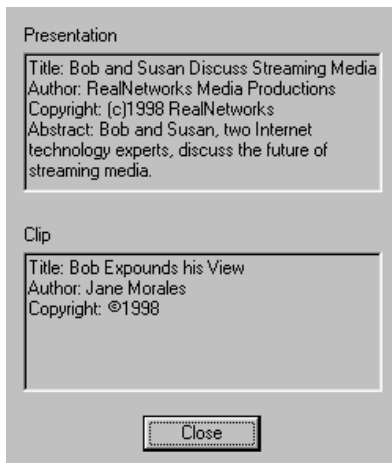 Presentation
Title: Bob and Susan Discuss Streaming Media
Author: RealNetworks Media Productions
Copyright: (c)1998 RealNetworks
Abstract: Bob and Susan, two Internet
technology experts, discuss the future of
streaming media.
Clip
Title: Bob Expounds his View
Author: Jane Morales
Copyright: ©1998
Close